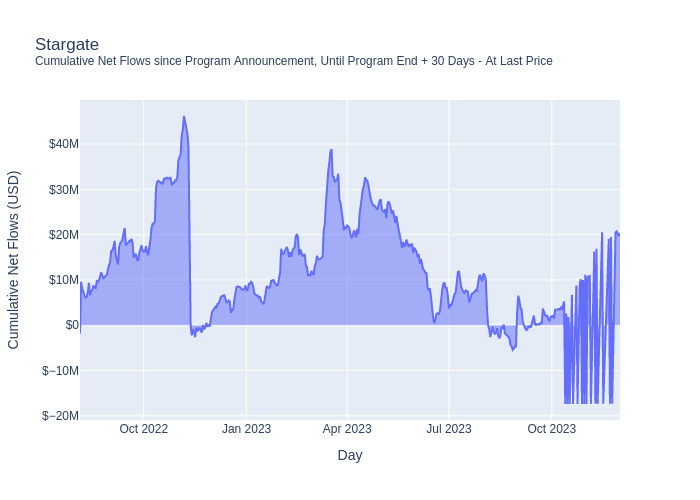 Stargate
Cumulative Net Flows since Program Announcement, Until Program End + 30 Days - At Last Price
Cumulative Net Flows (USD)
$40M
$30M
$20M
$10M
$0
$−10M
$−20M
Oct 2022
Jan 2023
Apr 2023
Jul 2023
Oct 2023
Day